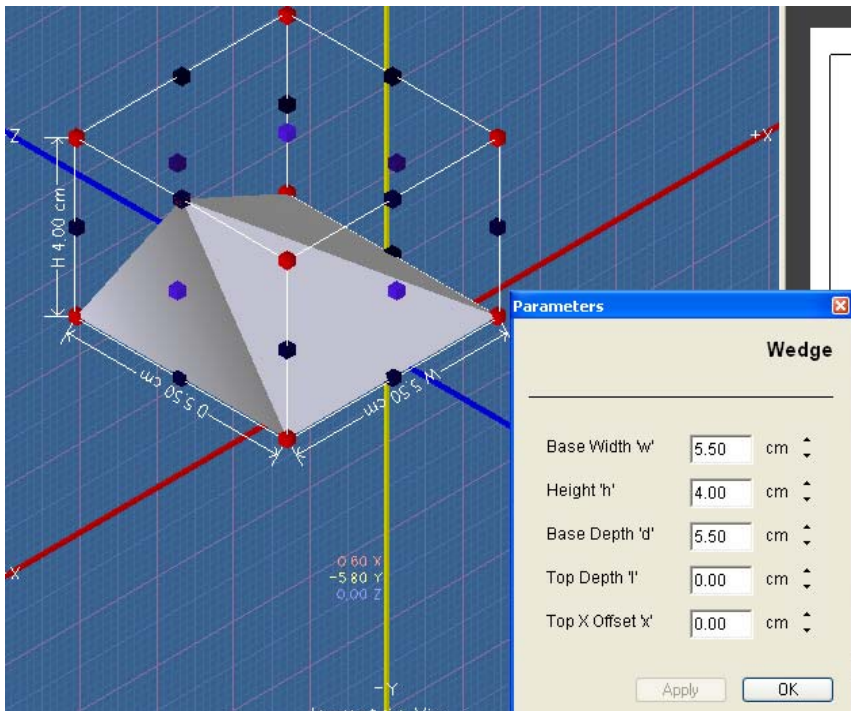 Z
+X
H 4.00 cm
D 5.50 cm
W 5.50 cm
-X
0.60 X
-5.80 Y
0.00 Z
-Y
Parameters
Wedge
Base Width 'w' 5.50 cm
Height 'h' 4.00 cm
Base Depth 'd' 5.50 cm
Top Depth 'l' 0.00 cm
Top X Offset 'x' 0.00 cm
Apply OK